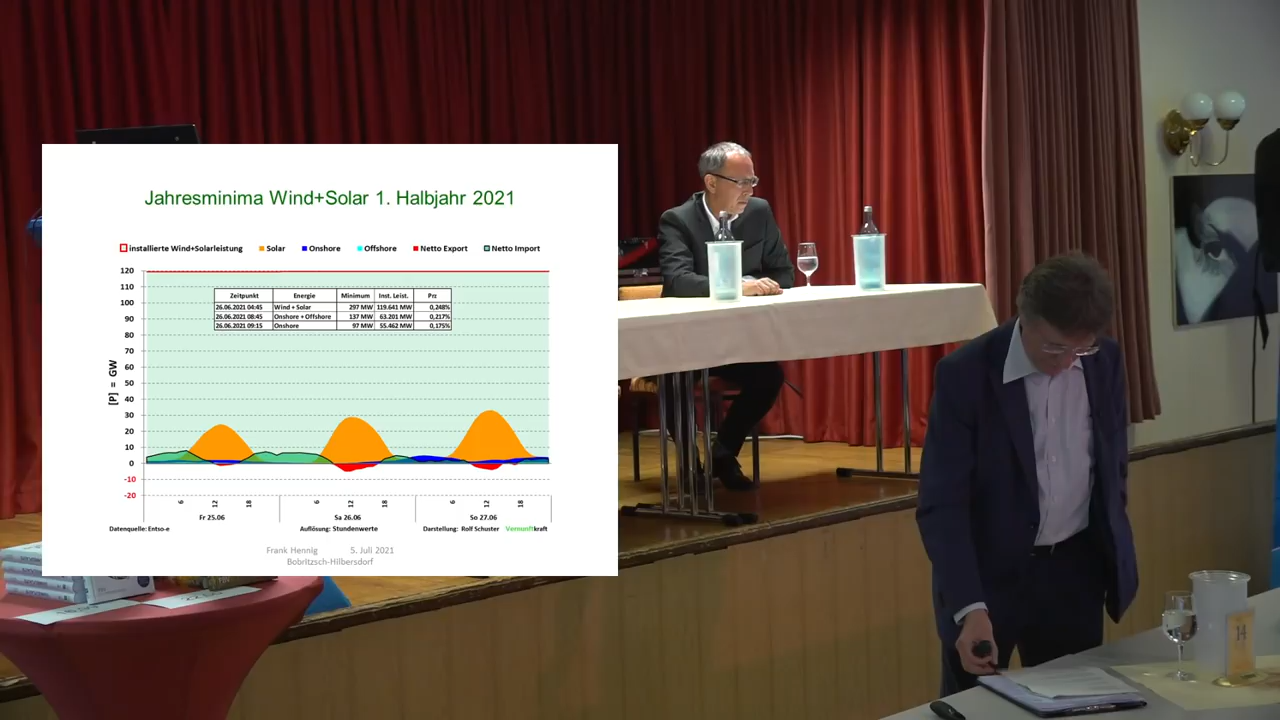 Jahresminima Wind+Solar 1. Halbjahr 2021
installierte Wind+Solarleistung Solar Onshore Offshore Netto Export Netto Import
120
110
100
90
80
70
60
50
40
30
20
10
0
-10
-20
[P] = GW
Zeitpunkt Energie Minimum Inst. Leist. Prz
26.06.2021 04:45 Wind + Solar 297 MW 119.641 MW 0,248%
26.06.2021 08:45 Onshore + Offshore 137 MW 63.201 MW 0,217%
26.06.2021 09:15 Onshore 97 MW 55.462 MW 0,175%
6 12 18 6 12 18 6 12 18
Fr 25.06 Sa 26.06 So 27.06
Datenquelle: Entso-e Auflösung: Stundenwerte Darstellung: Rolf Schuster Vernunftkraft
Frank Hennig 5. Juli 2021
Bobritzsch-Hilbersdorf
14